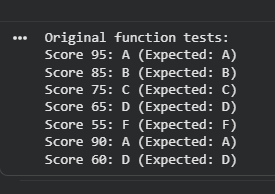 Original function tests:
Score 95: A (Expected: A)
Score 85: B (Expected: B)
Score 75: C (Expected: C)
Score 65: D (Expected: D)
Score 55: F (Expected: F)
Score 90: A (Expected: A)
Score 60: D (Expected: D)